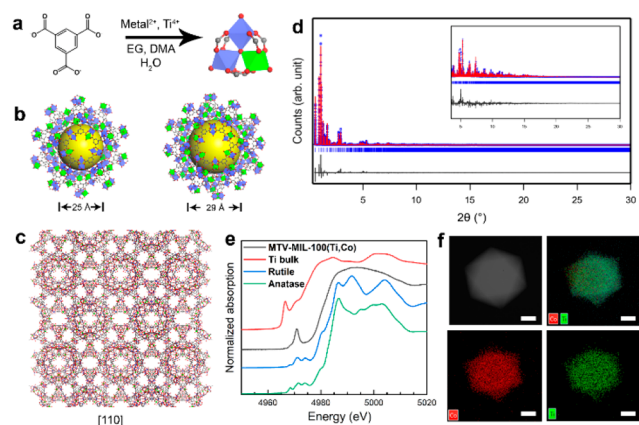 a
Metal²⁺, Ti⁴⁺
EG, DMA
H₂O
b
25 Å
29 Å
c
[110]
d
Counts (arb. unit)
5 10 15 20 25 30
5 10 15 20 25 30
2θ (°)
e
MTV-MIL-100(Ti,Co)
Ti bulk
Rutile
Anatase
Normalized absorption
4960 4980 5000 5020
Energy (eV)
f
Co Ti
Co
Ti